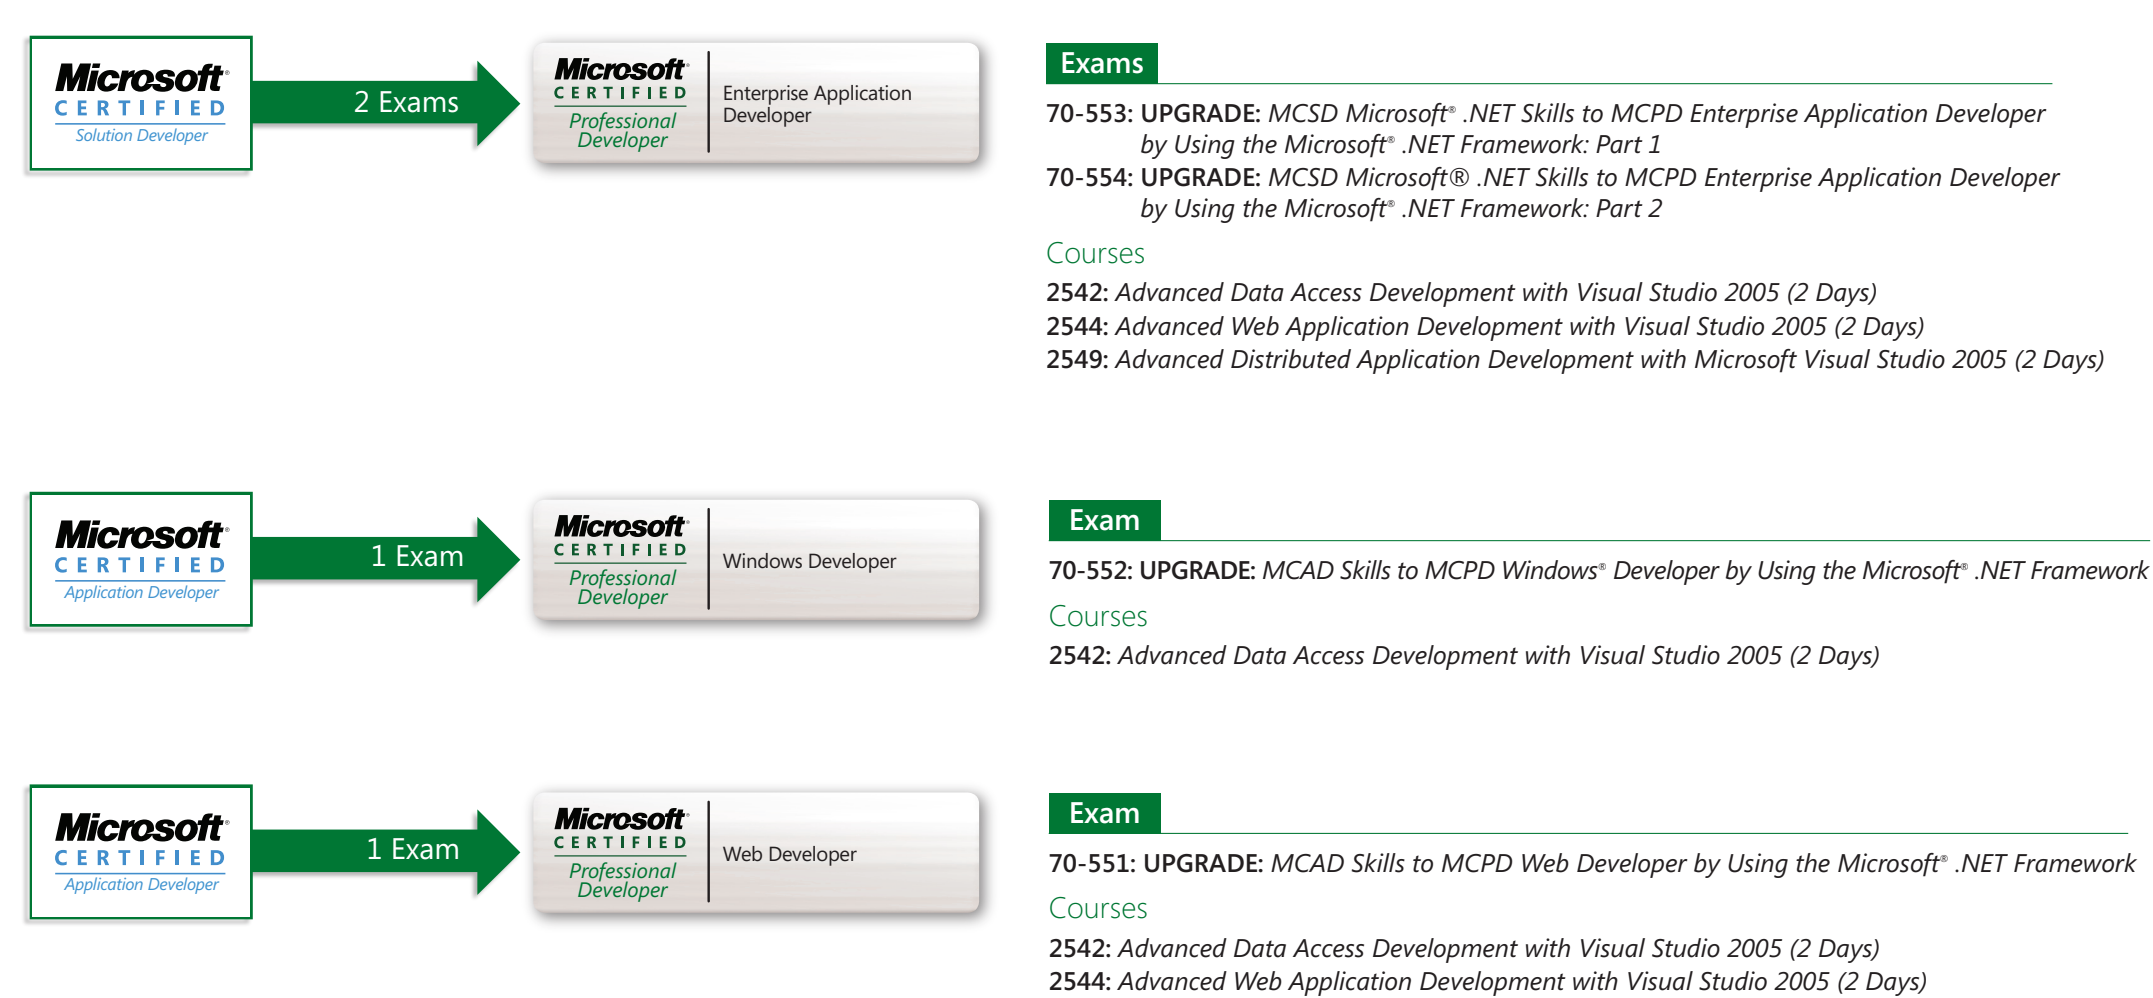 Microsoft®
CERTIFIED
Solution Developer
2 Exams
Microsoft®
CERTIFIED
Professional
Developer
Enterprise Application
Developer
Exams
70-553: UPGRADE: MCSD Microsoft® .NET Skills to MCPD Enterprise Application Developer
by Using the Microsoft® .NET Framework: Part 1
70-554: UPGRADE: MCSD Microsoft® .NET Skills to MCPD Enterprise Application Developer
by Using the Microsoft® .NET Framework: Part 2
Courses
2542: Advanced Data Access Development with Visual Studio 2005 (2 Days)
2544: Advanced Web Application Development with Visual Studio 2005 (2 Days)
2549: Advanced Distributed Application Development with Microsoft Visual Studio 2005 (2 Days)
Microsoft®
CERTIFIED
Application Developer
1 Exam
Microsoft®
CERTIFIED
Professional
Developer
Windows Developer
Exam
70-552: UPGRADE: MCAD Skills to MCPD Windows® Developer by Using the Microsoft® .NET Framework
Courses
2542: Advanced Data Access Development with Visual Studio 2005 (2 Days)
Microsoft®
CERTIFIED
Application Developer
1 Exam
Microsoft®
CERTIFIED
Professional
Developer
Web Developer
Exam
70-551: UPGRADE: MCAD Skills to MCPD Web Developer by Using the Microsoft® .NET Framework
Courses
2542: Advanced Data Access Development with Visual Studio 2005 (2 Days)
2544: Advanced Web Application Development with Visual Studio 2005 (2 Days)